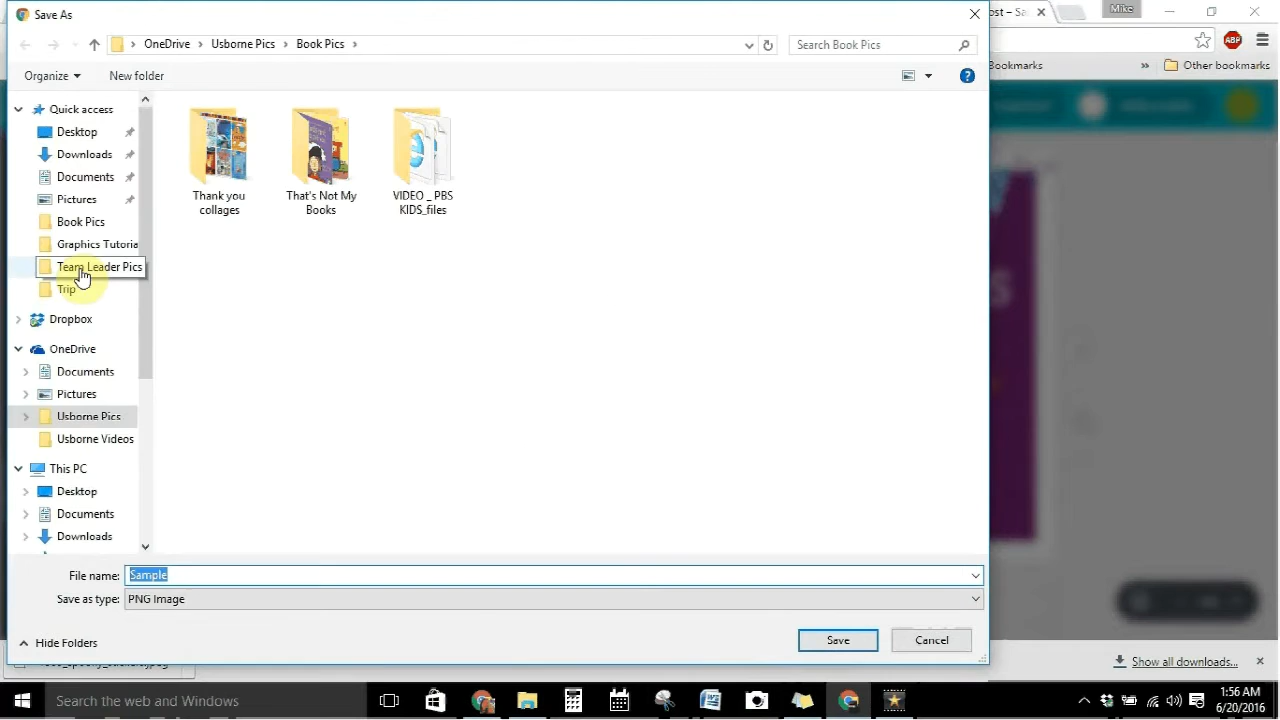 Save As
ost – Sa
Mike
OneDrive
Usborne Pics
Book Pics
Search Book Pics
ABP
Organize
New folder
Bookmarks
»
Other bookmarks
Quick access
Desktop
Downloads
Documents
Pictures
Book Pics
Graphics Tutoria
Team Leader Pics
Trip
Dropbox
OneDrive
Documents
Pictures
Usborne Pics
Usborne Videos
This PC
Desktop
Documents
Downloads
Thank you
collages
That's Not My
Books
VIDEO _ PBS
KIDS_files
File name:
Sample
Save as type:
PNG Image
Hide Folders
Save
Cancel
Show all downloads...
Search the web and Windows
1:56 AM
6/20/2016